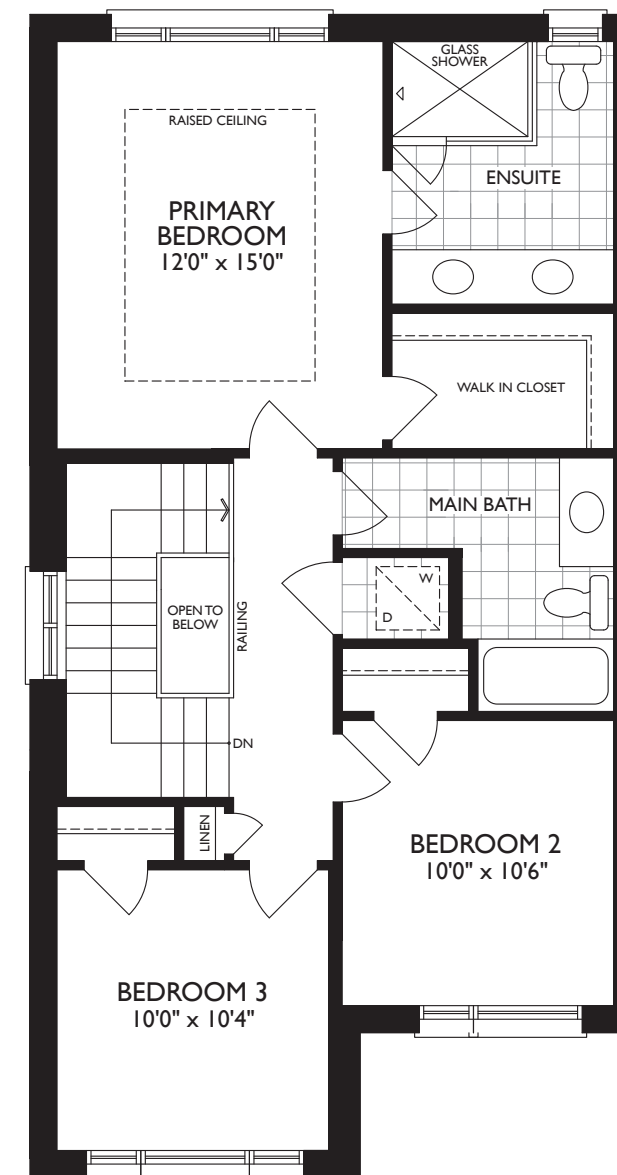 GLASS
SHOWER
RAISED CEILING
ENSUITE
PRIMARY
BEDROOM
12'0" x 15'0"
WALK IN CLOSET
MAIN BATH
W
D
OPEN TO
BELOW
RAILING
DN
LINEN
BEDROOM 2
10'0" x 10'6"
BEDROOM 3
10'0" x 10'4"